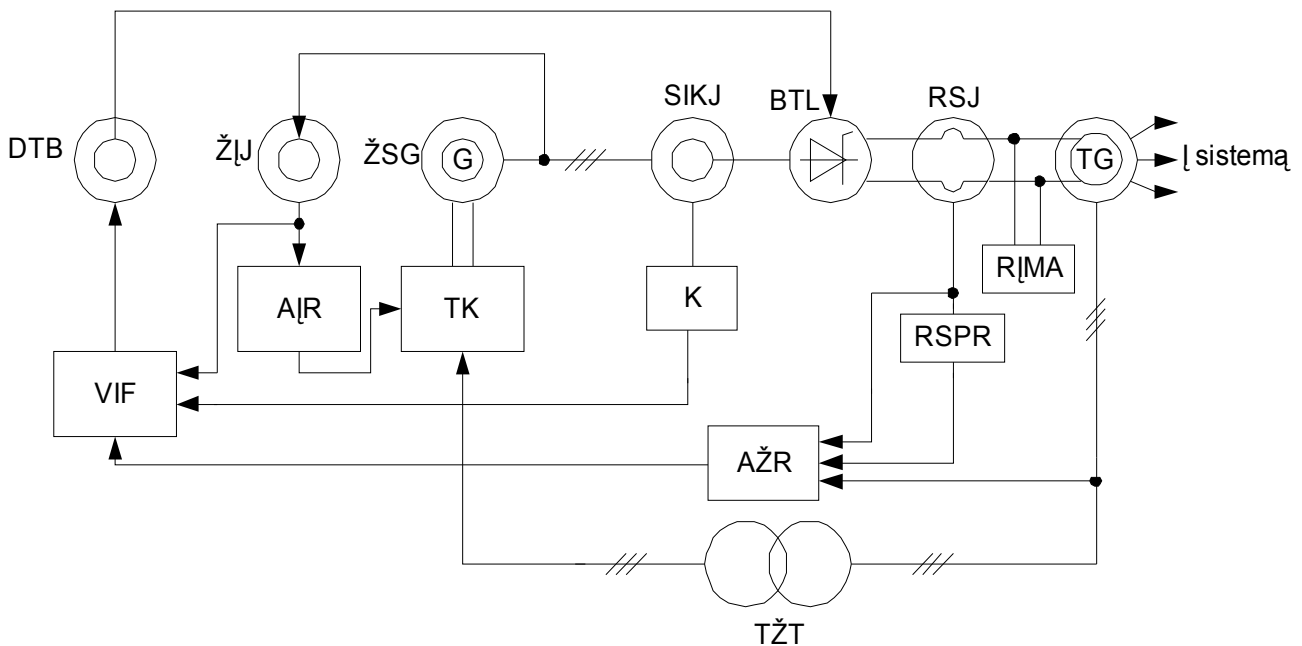 SIKJ
BTL
RSJ
DTB
ŽĮJ
ŽSG
G
TG
Į sistemą
RĮMA
AĮR
TK
K
RSPR
VIF
AŽR
TŽT